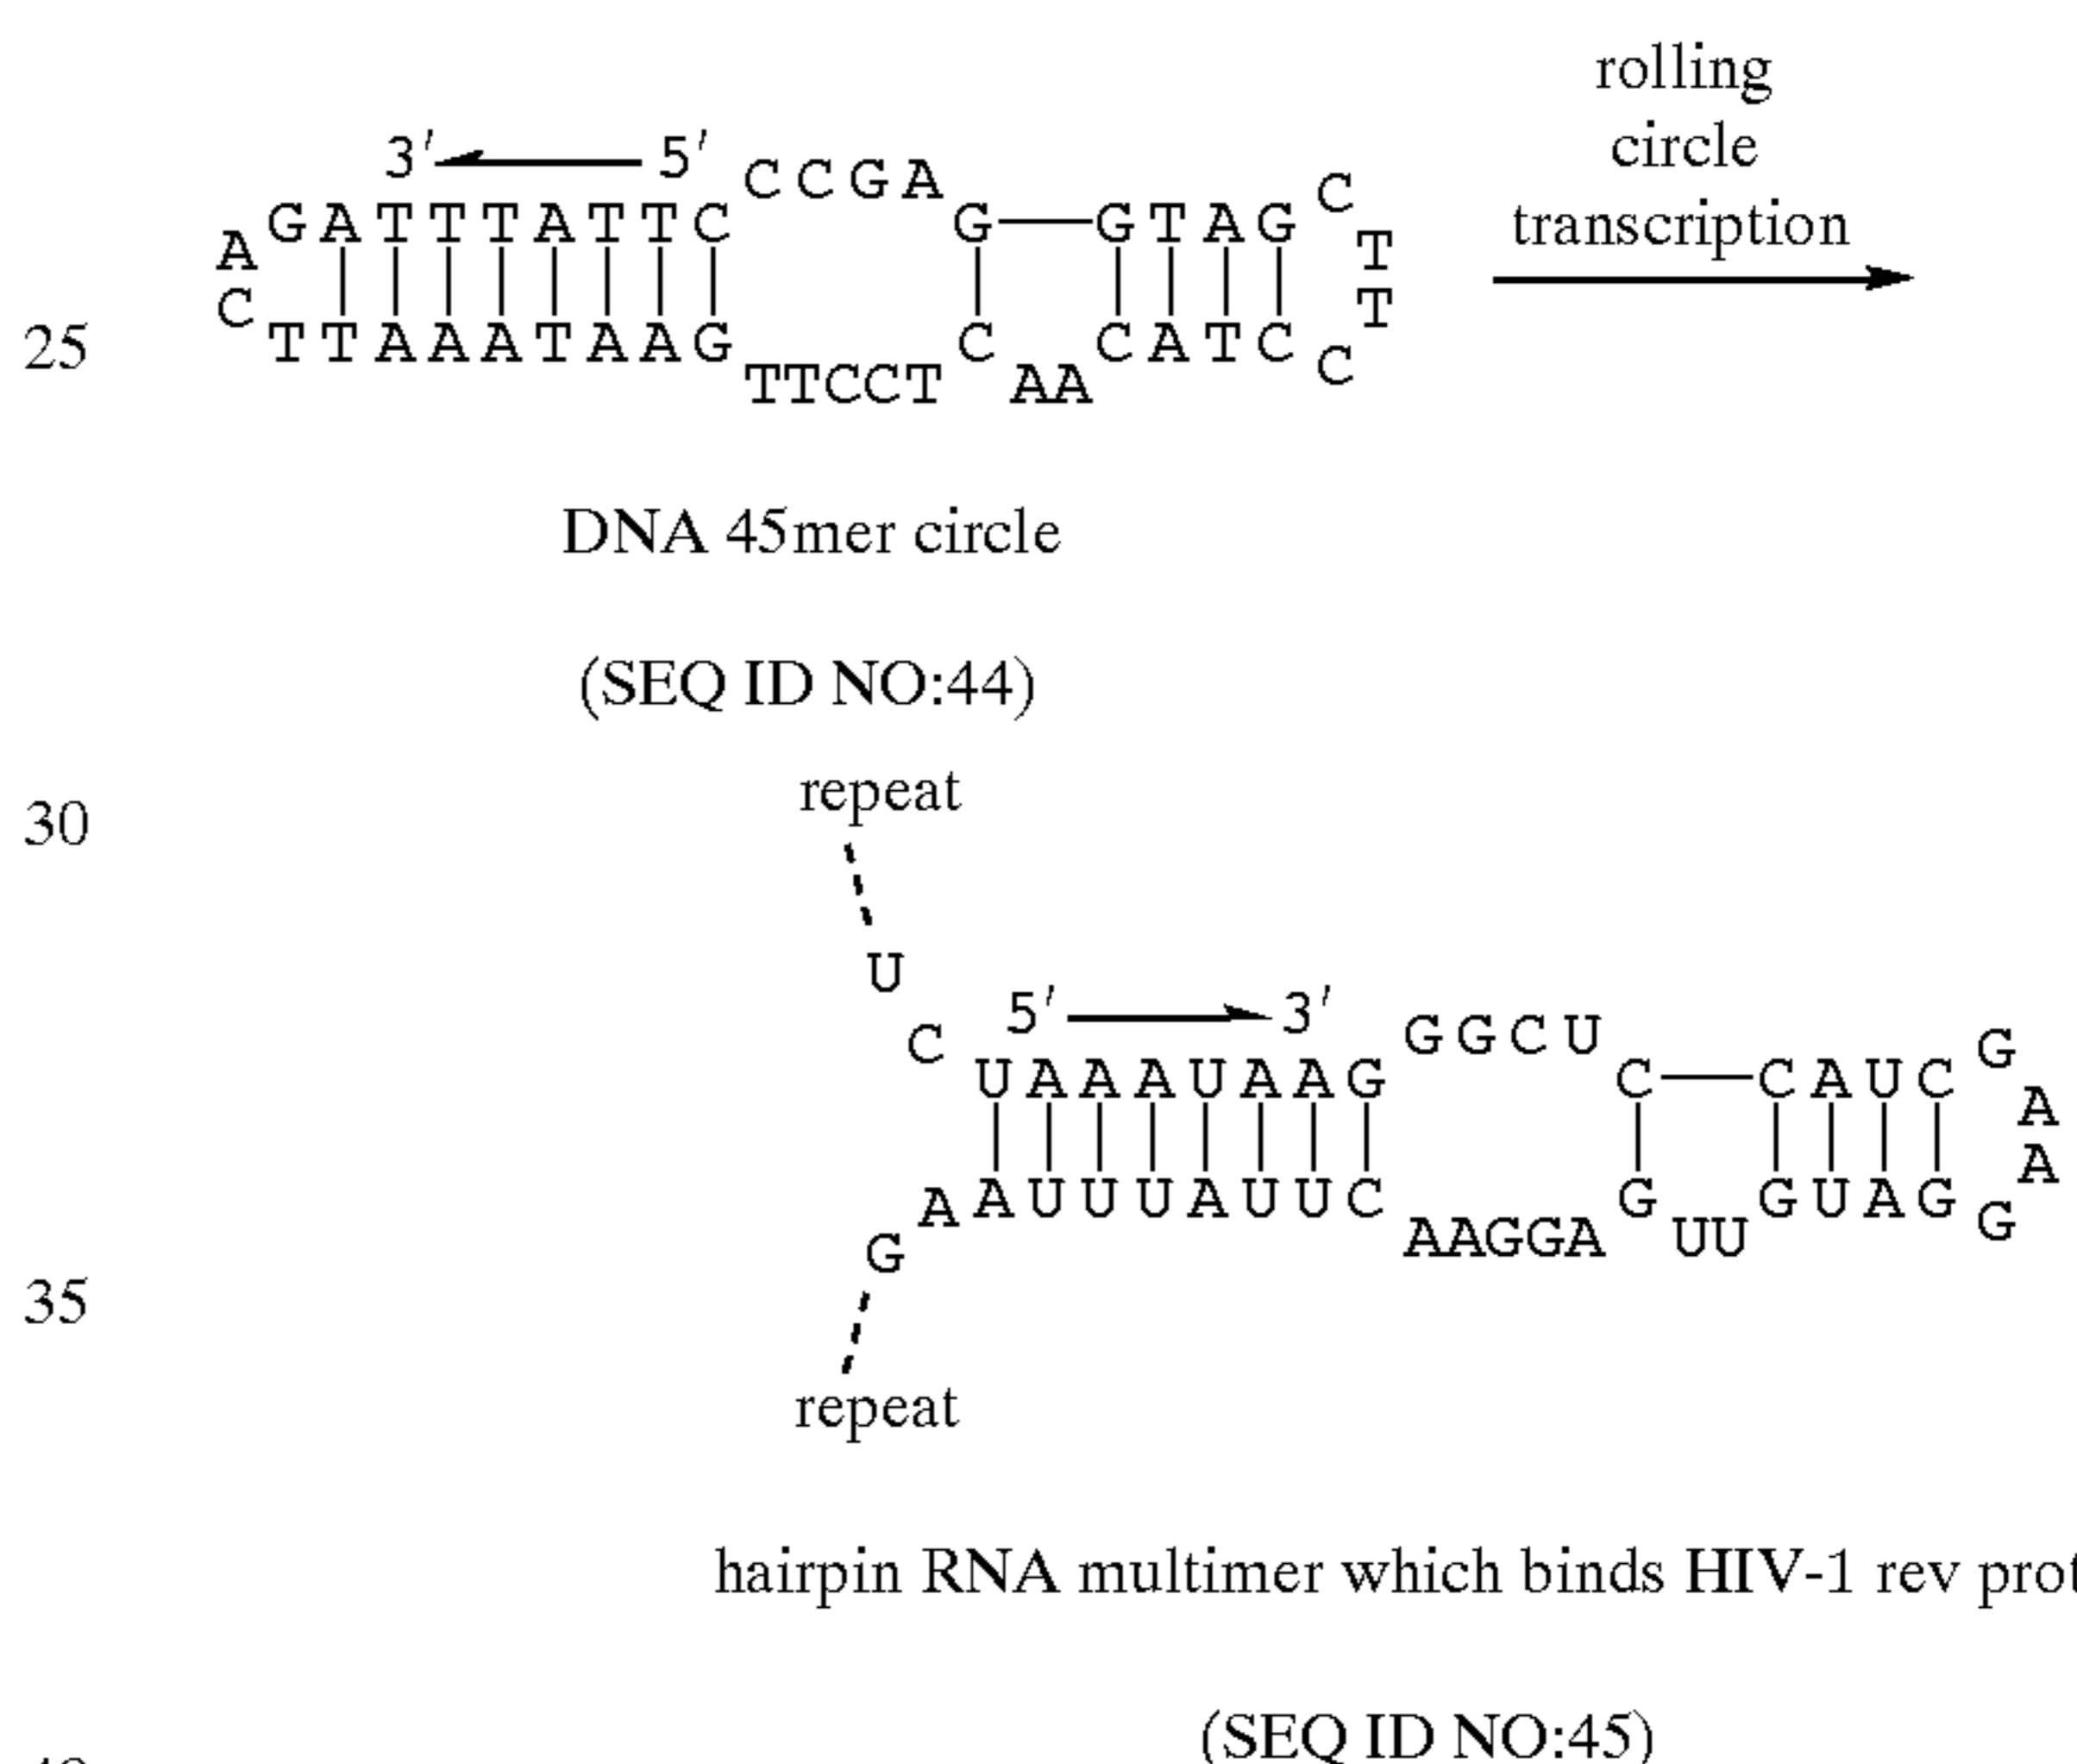 rolling
circle
transcription
3′ 5′
C C G A
G A T T T A T T C
G G T A G
C
T
T
C
A
C
25
T T A A A T A A G
TTCCT
C
AA
C A T C
DNA 45mer circle
(SEQ ID NO:44)
repeat
30
U
C
5′ 3′
G G C U
U A A A U A A G
C C A U C
G
A
A
G
G
A
A U U U A U U C
AAGGA
G
UU
G U A G
35
repeat
hairpin RNA multimer which binds HIV-1 rev prot
(SEQ ID NO:45)